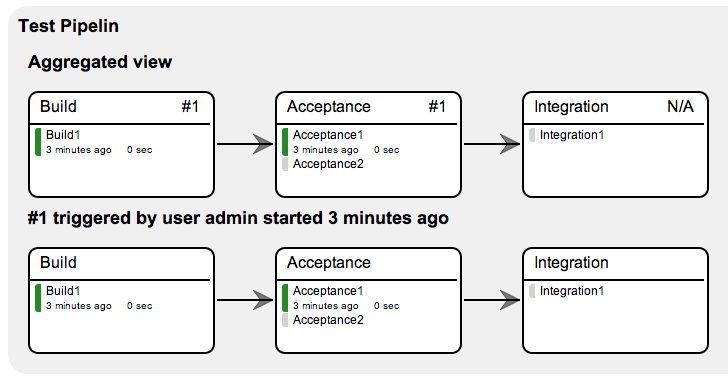 Test Pipelin
Aggregated view
Build #1
Build1
3 minutes ago 0 sec
Acceptance #1
Acceptance1
3 minutes ago 0 sec
Acceptance2
Integration N/A
Integration1
#1 triggered by user admin started 3 minutes ago
Build
Build1
3 minutes ago 0 sec
Acceptance
Acceptance1
3 minutes ago 0 sec
Acceptance2
Integration
Integration1